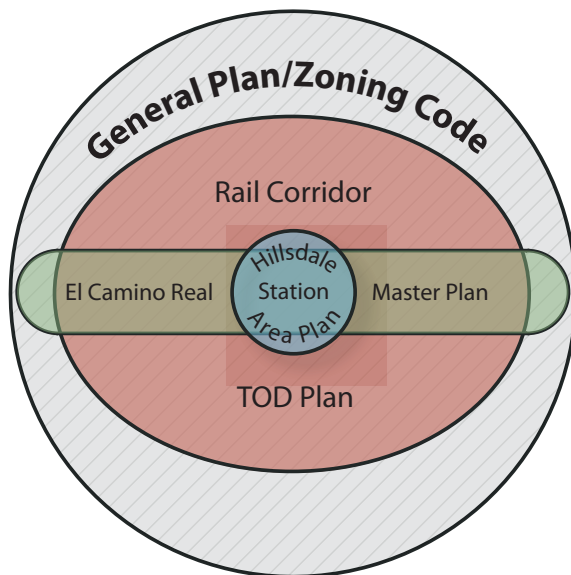 General Plan/Zoning Code
Rail Corridor
Hillsdale
El Camino Real
Station
Master Plan
Area Plan
TOD Plan